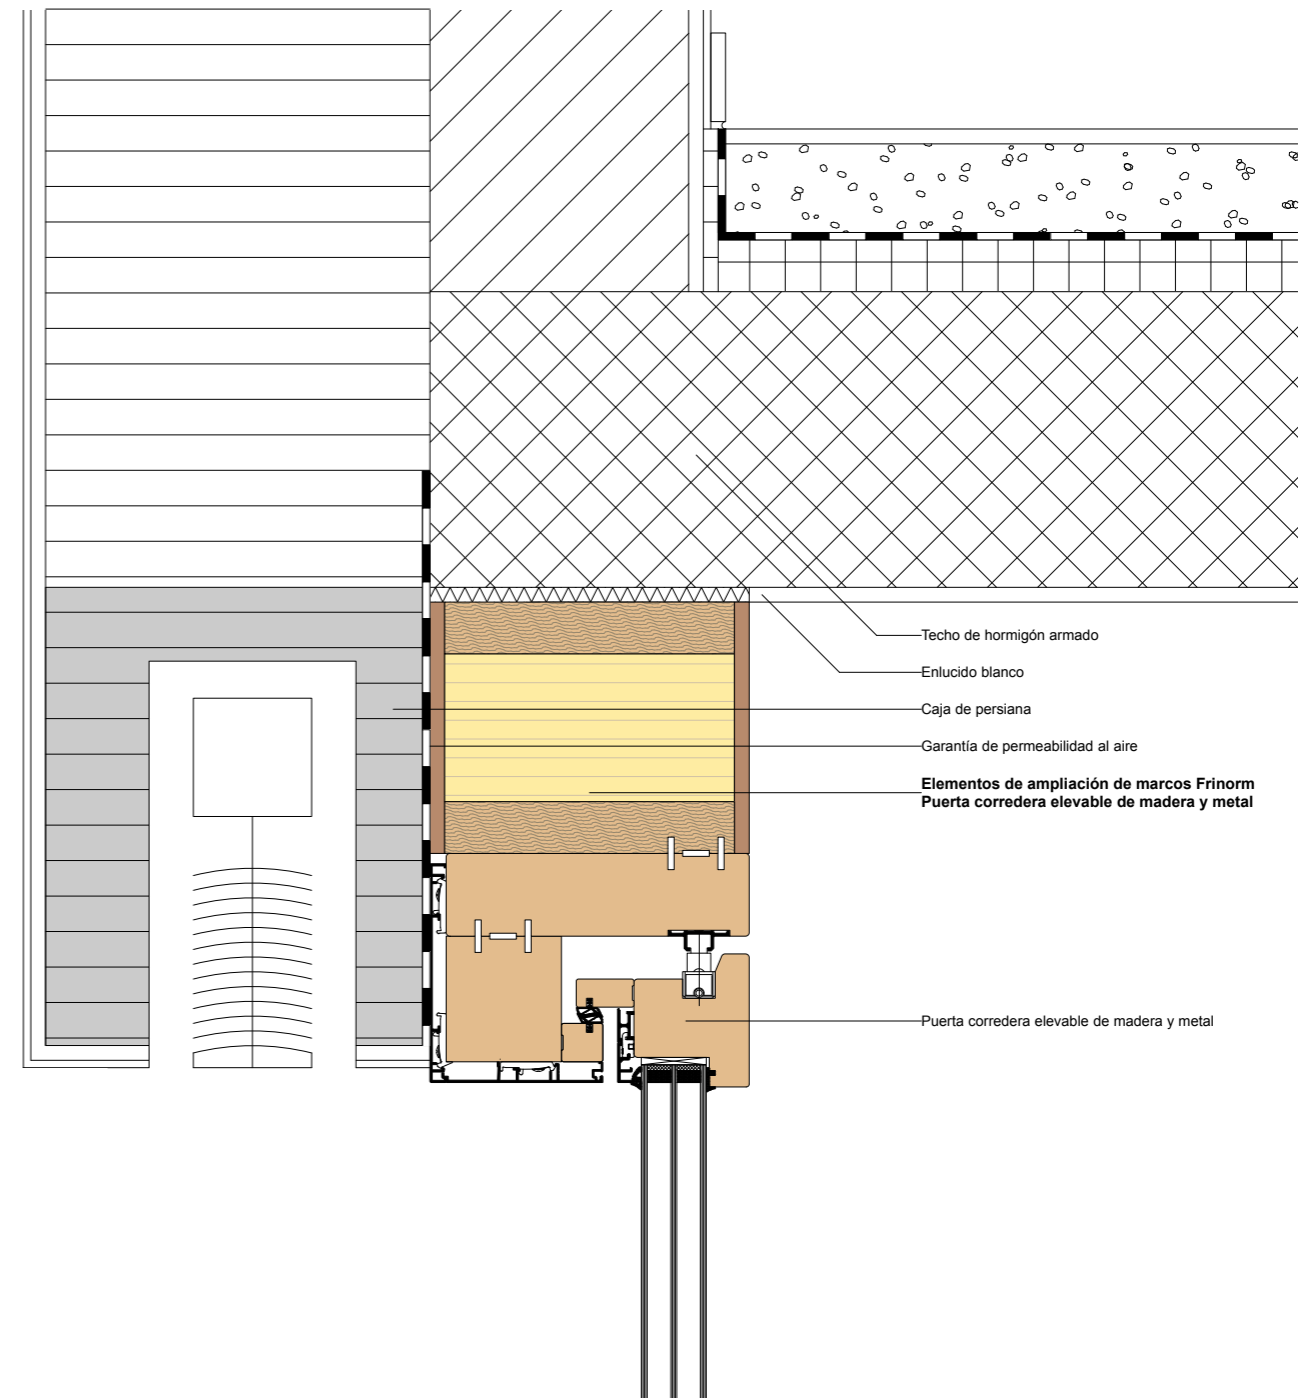 Techo de hormigón armado
Enlucido blanco
Caja de persiana
Garantía de permeabilidad al aire
Elementos de ampliación de marcos Frinorm
Puerta corredera elevable de madera y metal
Puerta corredera elevable de madera y metal